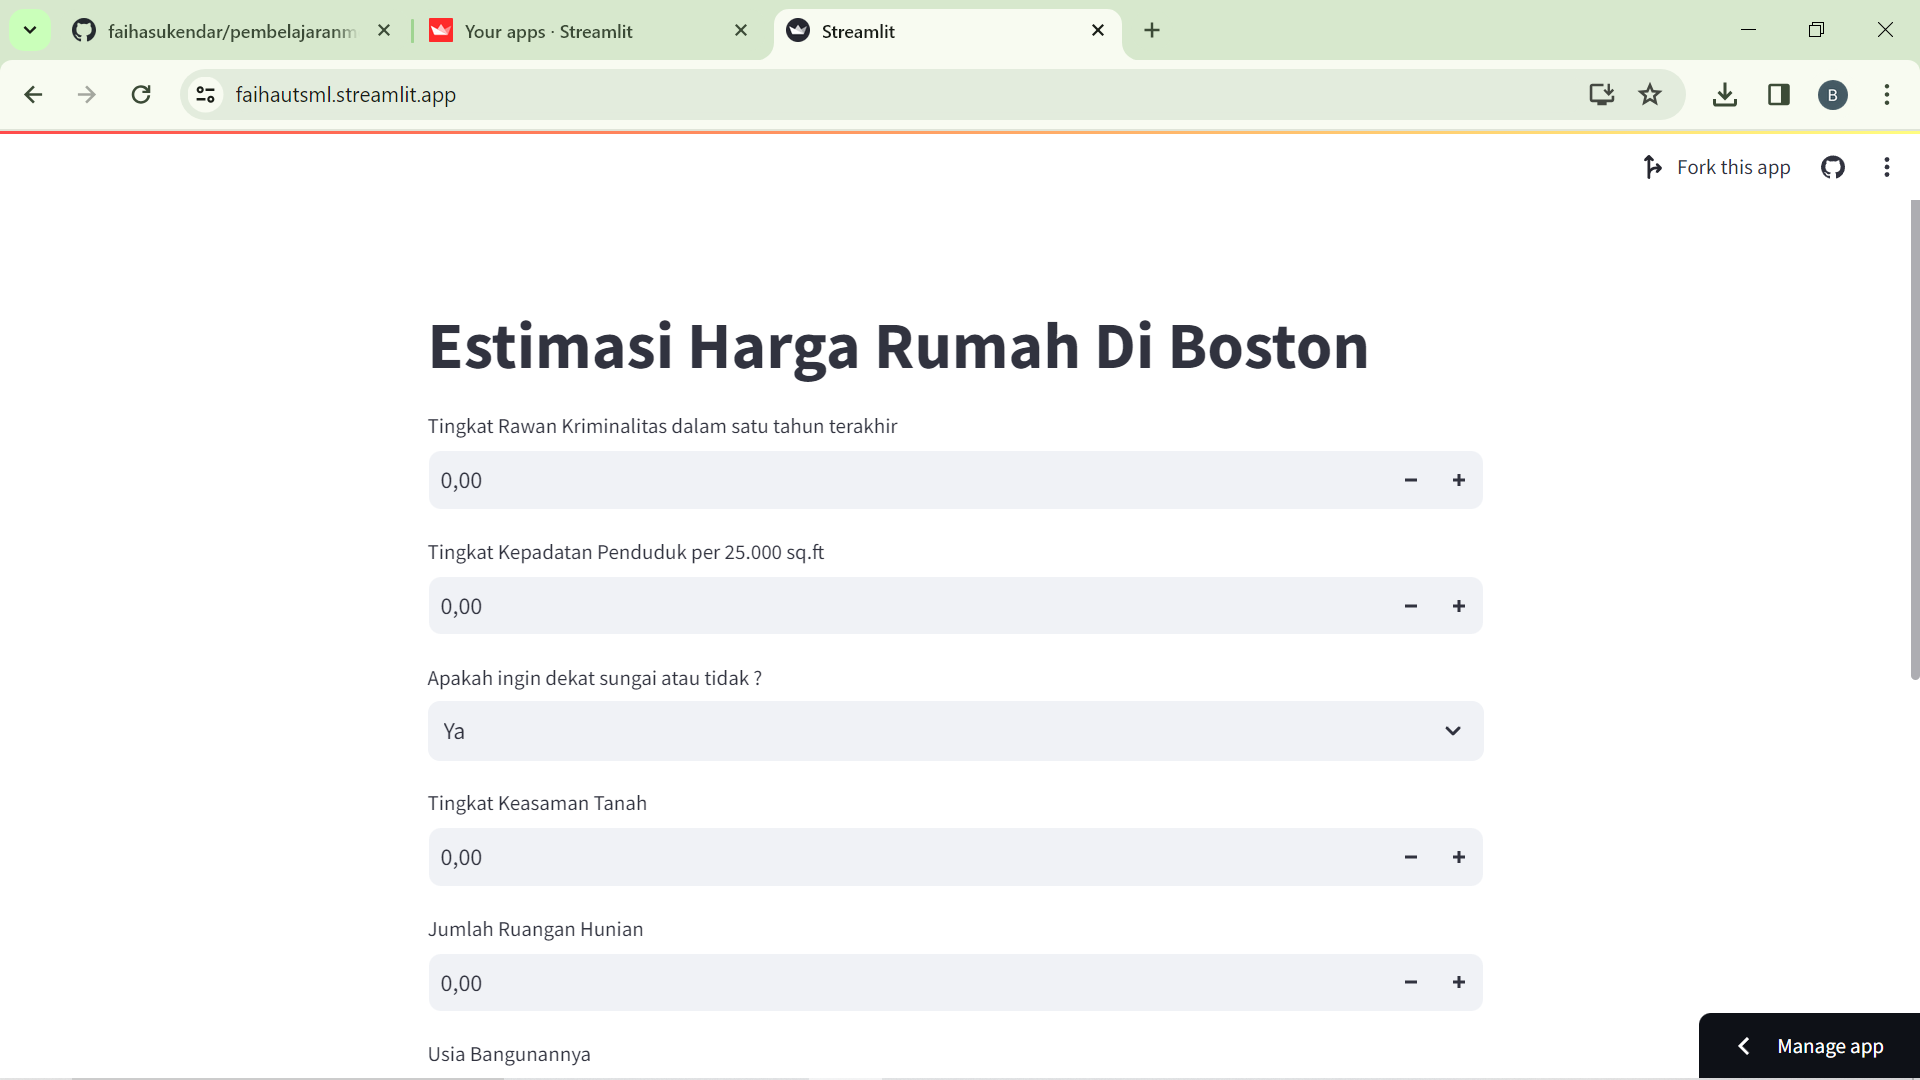 faihasukendar/pembelajaranm
Your apps · Streamlit
Streamlit
faihautsml.streamlit.app
B
Fork this app
Estimasi Harga Rumah Di Boston
Tingkat Rawan Kriminalitas dalam satu tahun terakhir
0,00
Tingkat Kepadatan Penduduk per 25.000 sq.ft
0,00
Apakah ingin dekat sungai atau tidak ?
Ya
Tingkat Keasaman Tanah
0,00
Jumlah Ruangan Hunian
0,00
Usia Bangunannya
Manage app